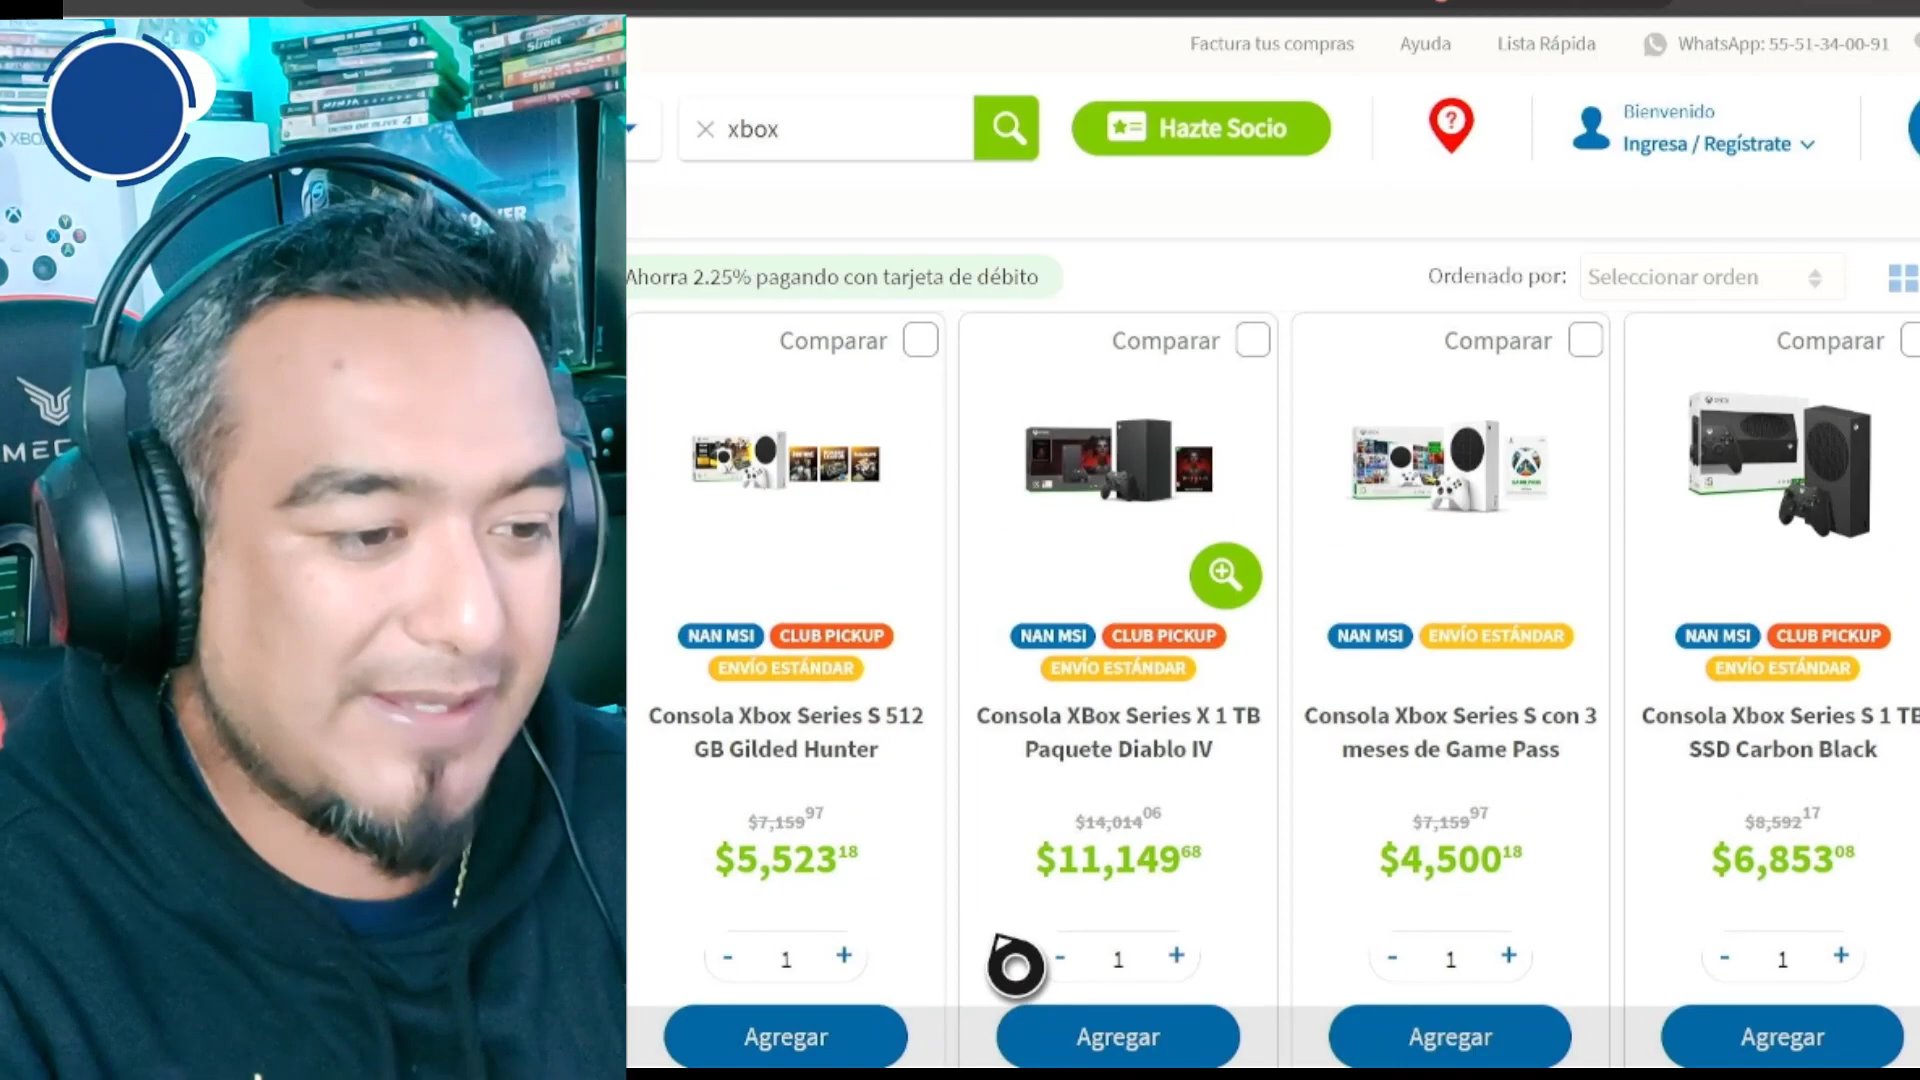 Factura tus compras
Ayuda
Lista Rápida
WhatsApp: 55-51-34-00-91
xbox
Hazte Socio
Bienvenido
Ingresa / Regístrate
Ahorra 2.25% pagando con tarjeta de débito
Ordenado por:
Seleccionar orden
Comparar
Comparar
Comparar
Comparar
NAN MSI CLUB PICKUP
ENVÍO ESTÁNDAR
Consola Xbox Series S 512
GB Gilded Hunter
$7,159 97
$5,523 18
- 1 +
Agregar
NAN MSI CLUB PICKUP
ENVÍO ESTÁNDAR
Consola XBox Series X 1 TB
Paquete Diablo IV
$14,014 06
$11,149 68
- 1 +
Agregar
NAN MSI ENVÍO ESTÁNDAR
Consola Xbox Series S con 3
meses de Game Pass
$7,159 97
$4,500 18
- 1 +
Agregar
NAN MSI CLUB PICKUP
ENVÍO ESTÁNDAR
Consola Xbox Series S 1 TB
SSD Carbon Black
$8,592 17
$6,853 08
- 1 +
Agregar